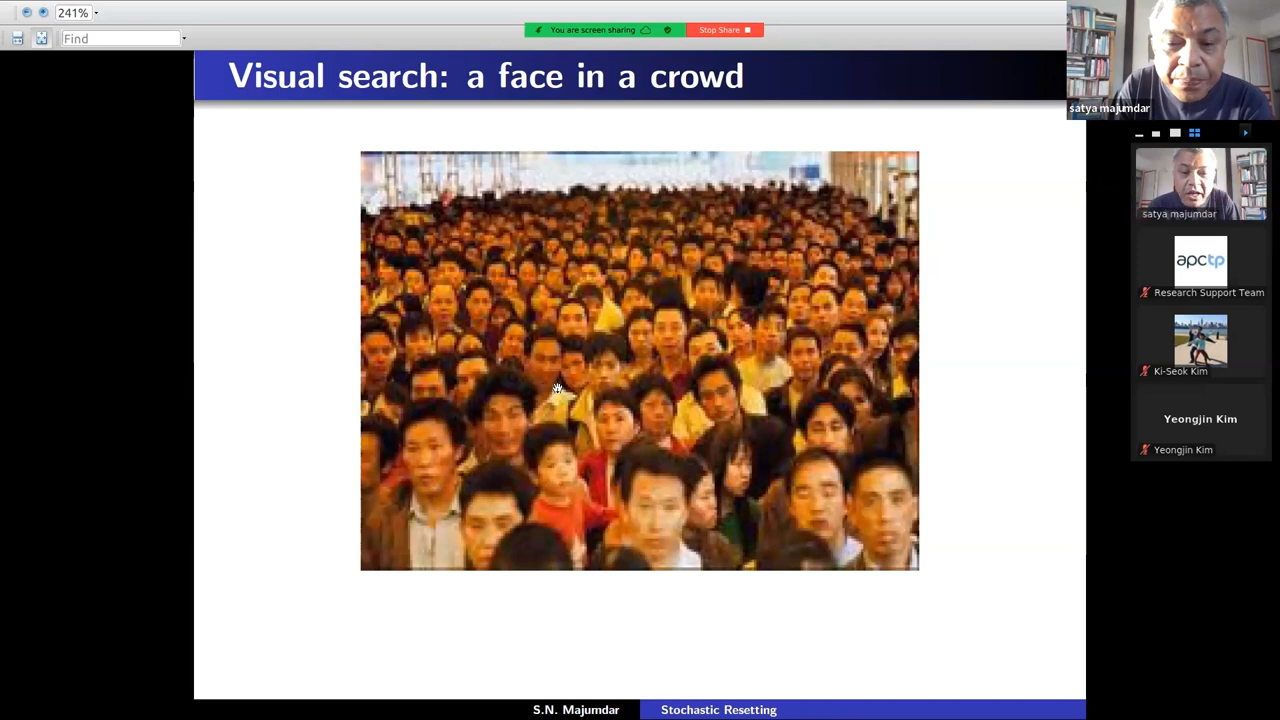 241%
You are screen sharing
Stop Share
Find
Visual search: a face in a crowd
satya majumdar
satya majumdar
apctp
Research Support Team
Ki-Seok Kim
Yeongjin Kim
Yeongjin Kim
S.N. Majumdar
Stochastic Resetting